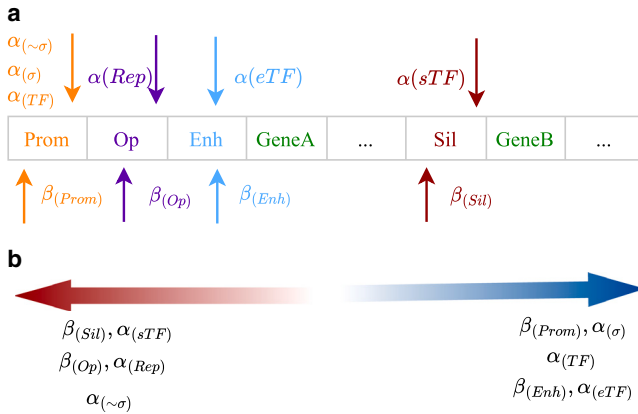 a
α(∼σ)
α(σ)
α(TF)
α(Rep)
α(eTF)
α(sTF)
Prom Op Enh GeneA ... Sil GeneB ...
β(Prom) β(Op) β(Enh) β(Sil)
b
β(Sil), α(sTF)
β(Op), α(Rep)
α(∼σ)
β(Prom), α(σ)
α(TF)
β(Enh), α(eTF)